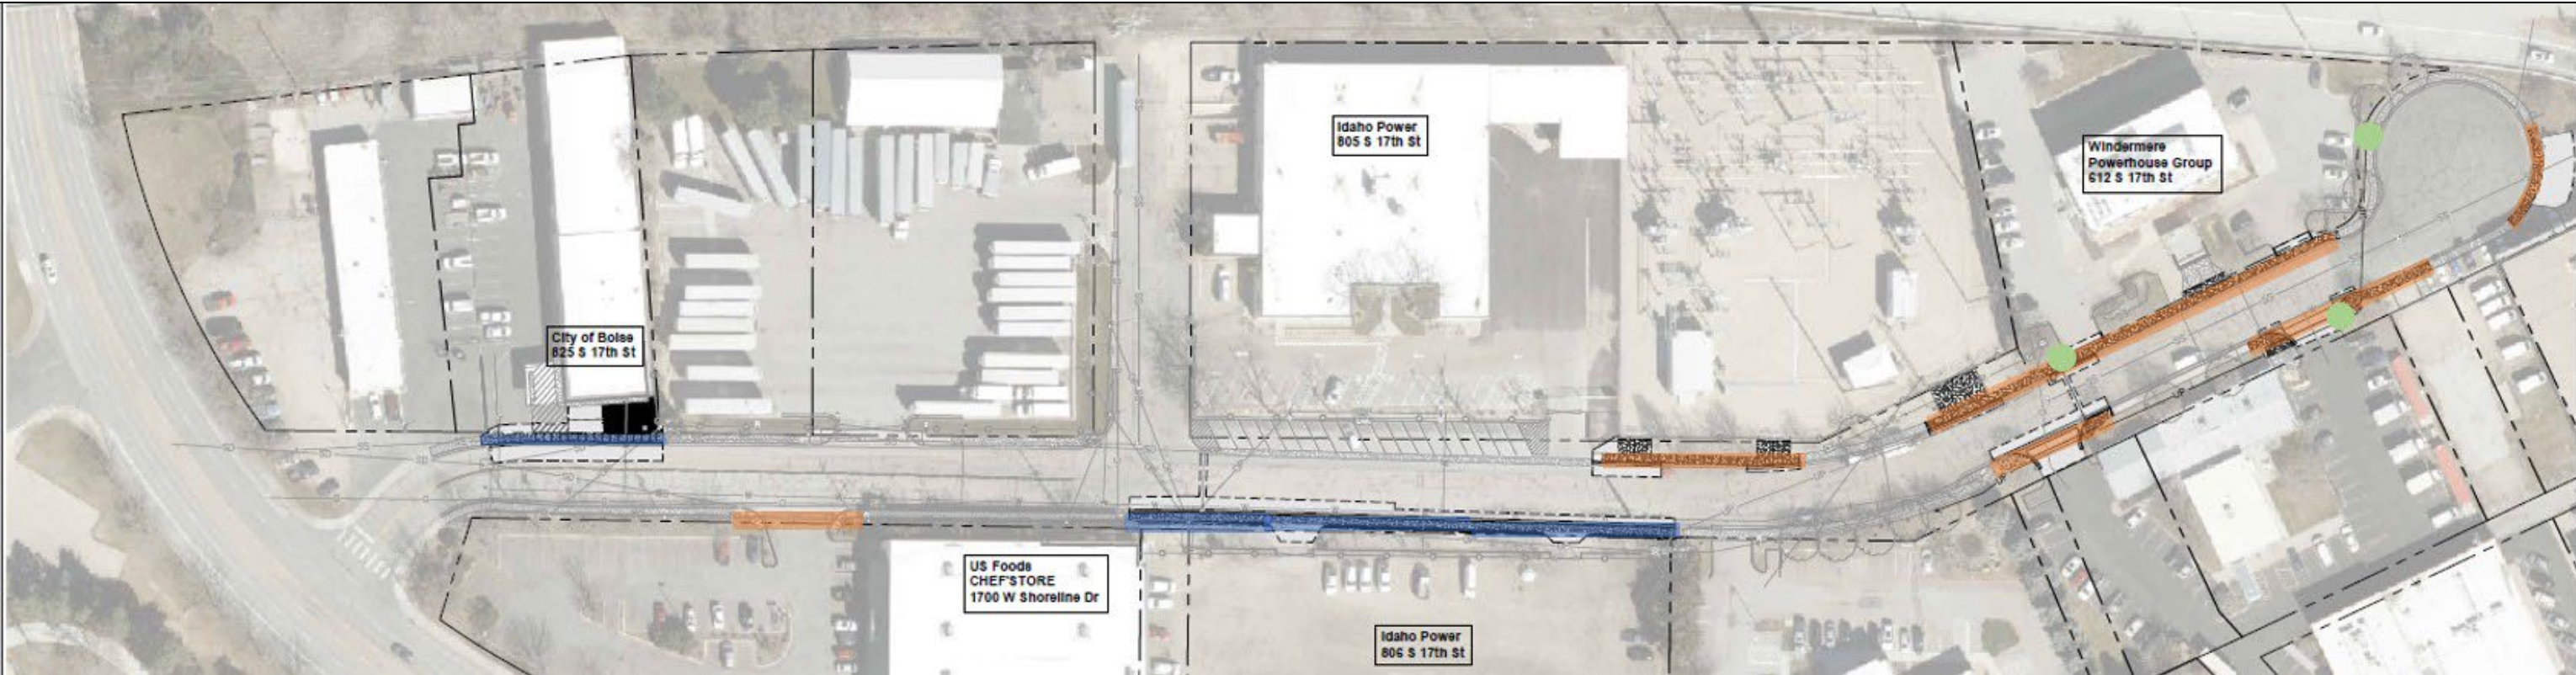 City of Boise
825 S 17th St
Idaho Power
805 S 17th St
Windermere
Powerhouse Group
612 S 17th St
US Foods
CHEF'STORE
1700 W Shoreline Dr
Idaho Power
806 S 17th St